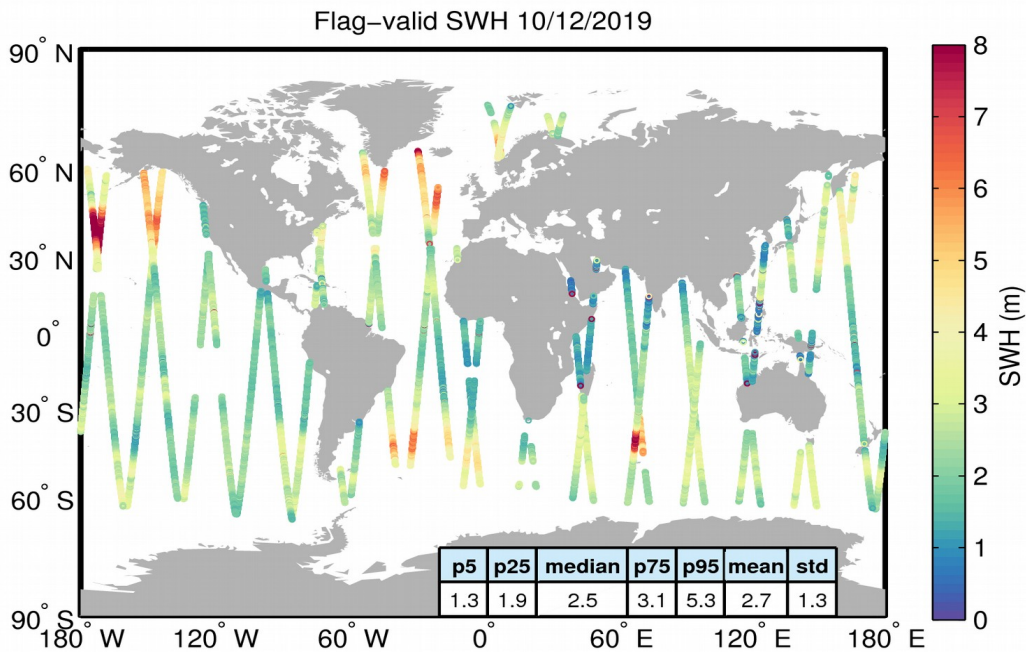 Flag−valid SWH 10/12/2019
90° N
60° N
30° N
0°
30° S
60° S
90° S
180° W
120° W
60° W
0°
60° E
120° E
180° E
p5 p25 median p75 p95 mean std
1.3 1.9 2.5 3.1 5.3 2.7 1.3
8
7
6
5
4
3
2
1
0
SWH (m)